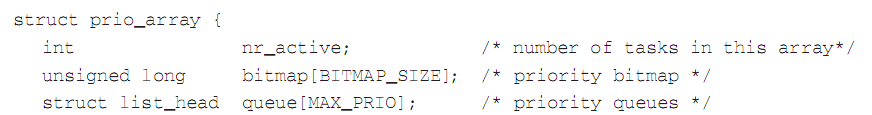 struct prio_array {
int nr_active; /* number of tasks in this array*/
unsigned long bitmap[BITMAP_SIZE]; /* priority bitmap */
struct list_head queue[MAX_PRIO]; /* priority queues */